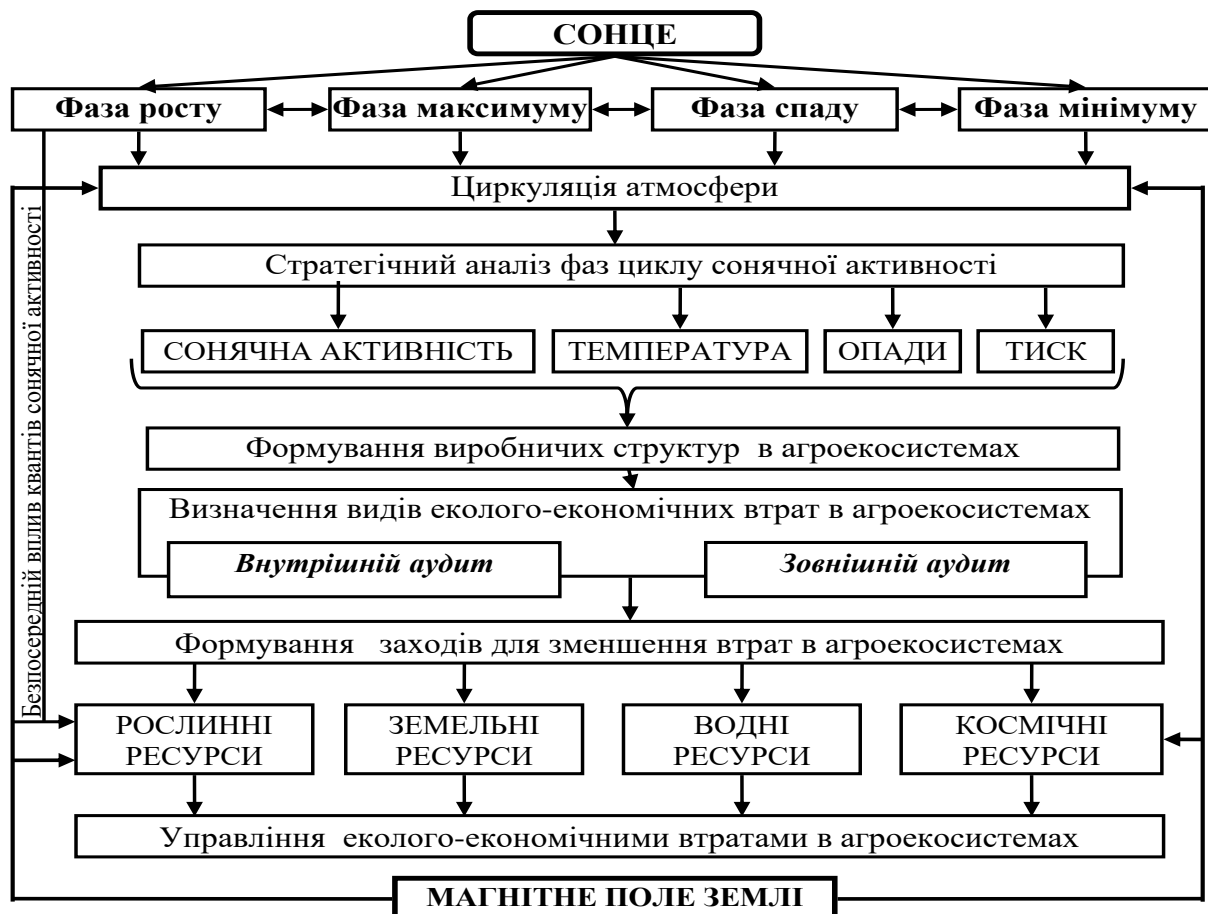 СОНЦЕ
Фаза росту
Фаза максимуму
Фаза спаду
Фаза мінімуму
Циркуляція атмосфери
Стратегічний аналіз фаз циклу сонячної активності
СОНЯЧНА АКТИВНІСТЬ
ТЕМПЕРАТУРА
ОПАДИ
ТИСК
Формування виробничих структур в агроекосистемах
Визначення видів еколого-економічних втрат в агроекосистемах
Внутрішній аудит
Зовнішній аудит
Формування заходів для зменшення втрат в агроекосистемах
Безпосередній вплив квантів сонячної активності
РОСЛИННІ
РЕСУРСИ
ЗЕМЕЛЬНІ
РЕСУРСИ
ВОДНІ
РЕСУРСИ
КОСМІЧНІ
РЕСУРСИ
Управління еколого-економічними втратами в агроекосистемах
МАГНІТНЕ ПОЛЕ ЗЕМЛІ